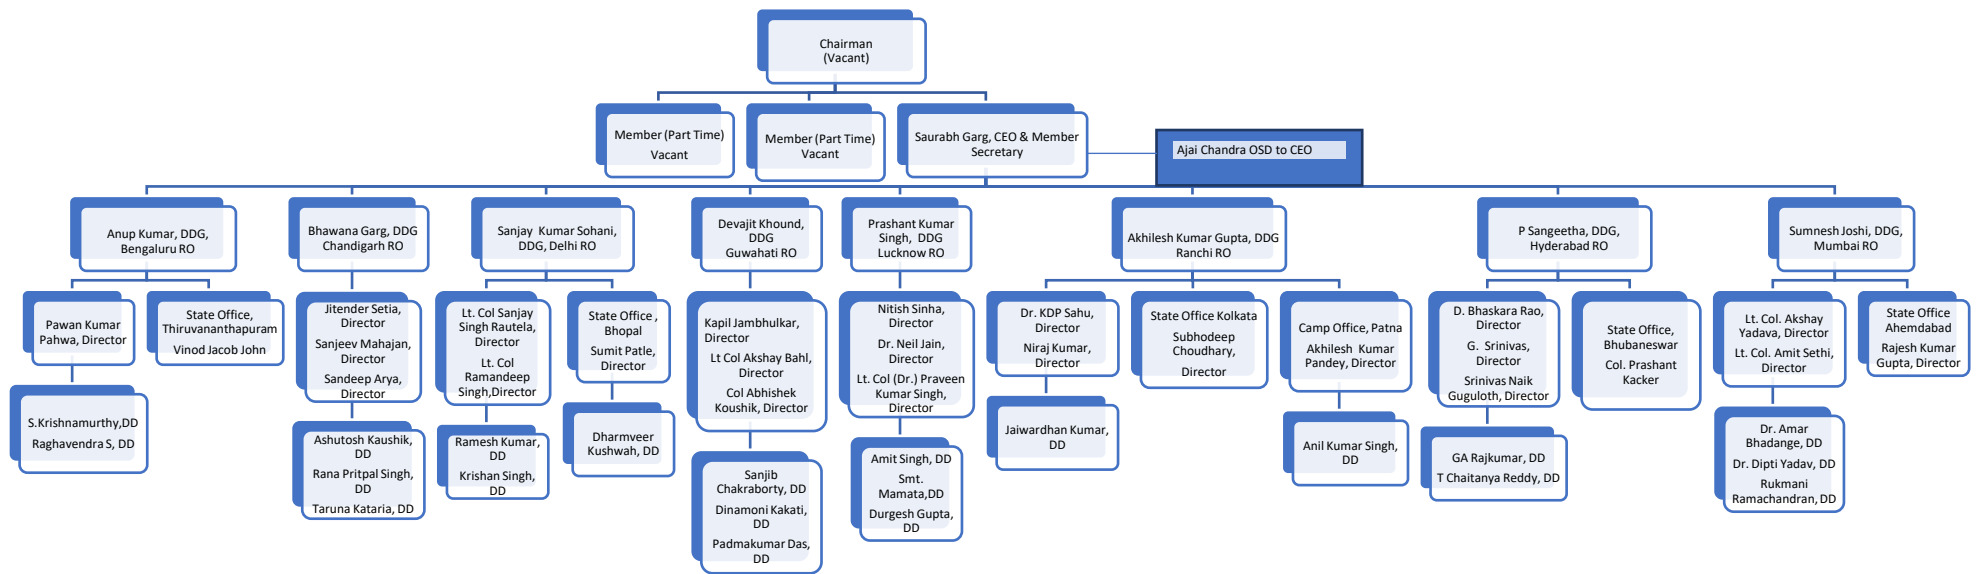 Chairman
(Vacant)
Member (Part Time)
Vacant
Member (Part Time)
Vacant
Saurabh Garg, CEO & Member
Secretary
Ajai Chandra OSD to CEO
Anup Kumar, DDG,
Bengaluru RO
Bhawana Garg, DDG
Chandigarh RO
Sanjay Kumar Sohani,
DDG, Delhi RO
Devajit Khound,
DDG
Guwahati RO
Prashant Kumar
Singh, DDG
Lucknow RO
Akhilesh Kumar Gupta, DDG
Ranchi RO
P Sangeetha, DDG,
Hyderabad RO
Sumnesh Joshi, DDG,
Mumbai RO
Pawan Kumar
Pahwa, Director
State Office,
Thiruvananthapuram
Vinod Jacob John
Jitender Setia,
Director
Sanjeev Mahajan,
Director
Sandeep Arya,
Director
Lt. Col Sanjay
Singh Rautela,
Director
Lt. Col
Ramandeep
Singh,Director
State Office ,
Bhopal
Sumit Patle,
Director
Kapil Jambhulkar,
Director
Lt Col Akshay Bahl,
Director
Col Abhishek
Koushik, Director
Nitish Sinha,
Director
Dr. Neil Jain,
Director
Lt. Col (Dr.) Praveen
Kumar Singh,
Director
Dr. KDP Sahu,
Director
Niraj Kumar,
Director
State Office Kolkata
Subhodeep
Choudhary,
Director
Camp Office, Patna
Akhilesh Kumar
Pandey, Director
D. Bhaskara Rao,
Director
G. Srinivas,
Director
Srinivas Naik
Guguloth, Director
State Office,
Bhubaneswar
Col. Prashant
Kacker
Lt. Col. Akshay
Yadava, Director
Lt. Col. Amit Sethi,
Director
State Office
Ahemdabad
Rajesh Kumar
Gupta, Director
S.Krishnamurthy,DD
Raghavendra S, DD
Ashutosh Kaushik,
DD
Rana Pritpal Singh,
DD
Taruna Kataria, DD
Ramesh Kumar,
DD
Krishan Singh,
DD
Dharmveer
Kushwah, DD
Sanjib
Chakraborty, DD
Dinamoni Kakati,
DD
Padmakumar Das,
DD
Amit Singh, DD
Smt.
Mamata,DD
Durgesh Gupta,
DD
Jaiwardhan Kumar,
DD
Anil Kumar Singh,
DD
GA Rajkumar, DD
T Chaitanya Reddy, DD
Dr. Amar
Bhadange, DD
Dr. Dipti Yadav, DD
Rukmani
Ramachandran, DD